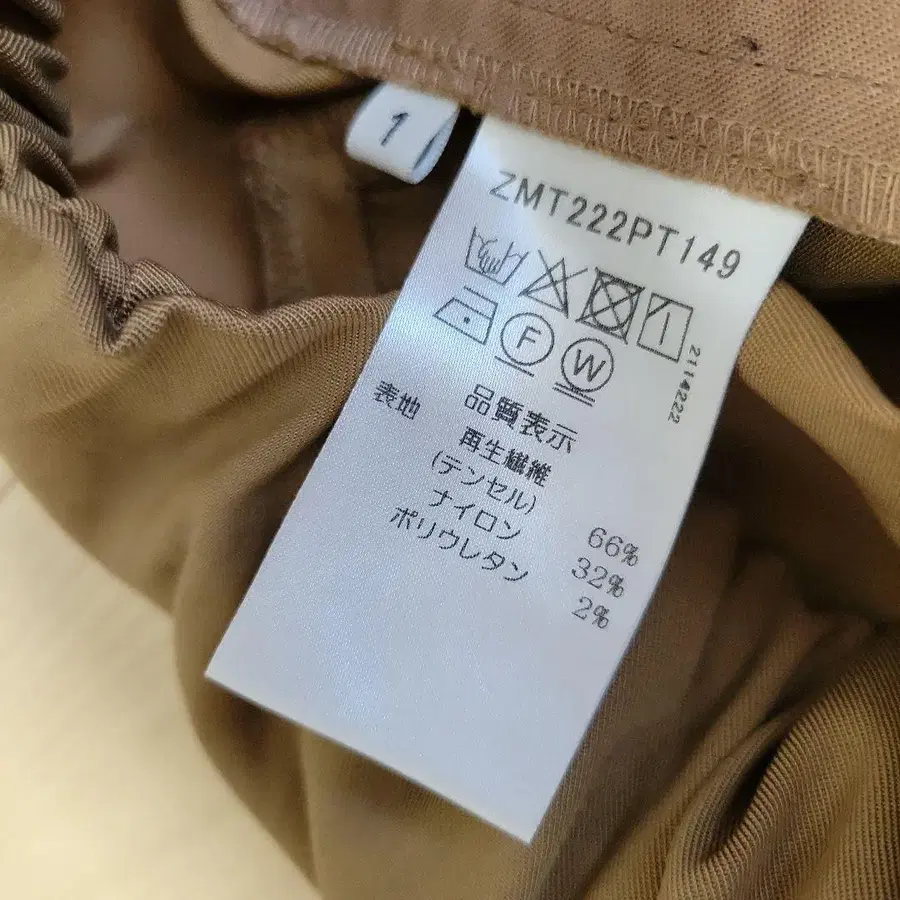 1
ZMT222PT149
F W
2114222
品質表示
表地
再生繊維
(テンセル) 66%
ナイロン 32%
ポリウレタン 2%